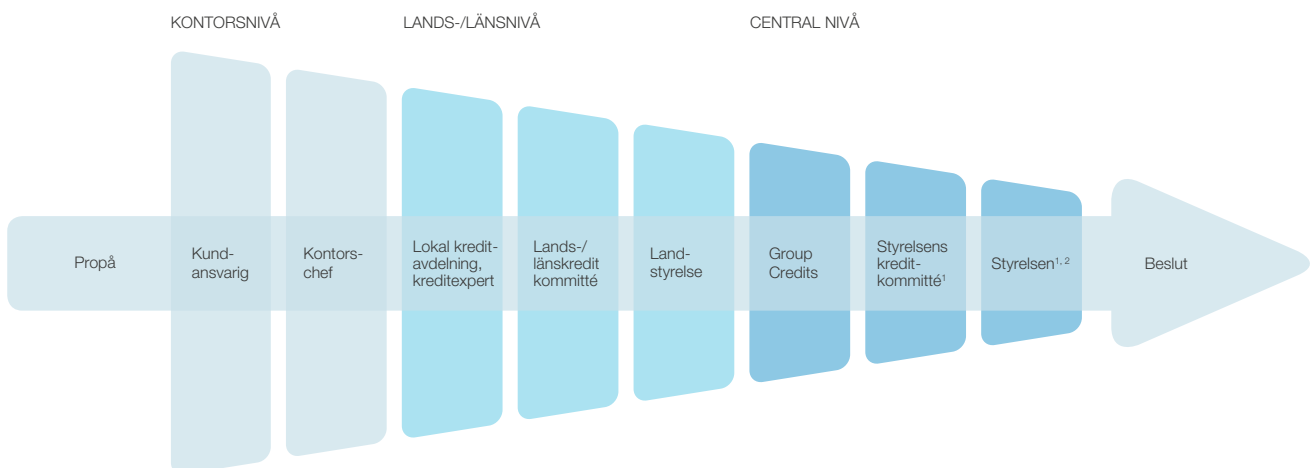 KONTORSNIVÅ
LANDS-/LÄNSNIVÅ
CENTRAL NIVÅ
Propå
Kund-
ansvarig
Kontors-
chef
Lokal kredit-
avdelning,
kreditexpert
Lands-/
länskredit
kommitté
Land-
styrelse
Group
Credits
Styrelsens
kredit-
kommitté¹
Styrelsen¹, ²
Beslut